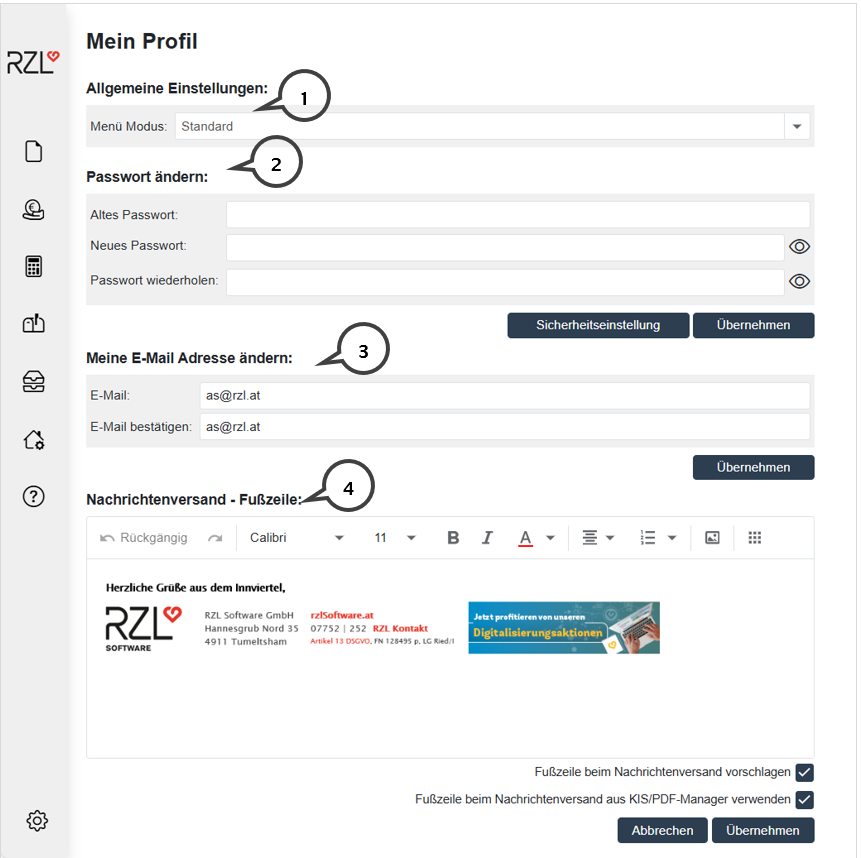 Mein Profil
RZL
Allgemeine Einstellungen:
1
Menü Modus: Standard
2
Passwort ändern:
Altes Passwort:
Neues Passwort:
Passwort wiederholen:
Sicherheitseinstellung Übernehmen
3
Meine E-Mail Adresse ändern:
E-Mail: as@rzl.at
E-Mail bestätigen: as@rzl.at
Übernehmen
4
Nachrichtenversand - Fußzeile:
Rückgängig Calibri 11 B I A
Herzliche Grüße aus dem Innviertel,
RZL SOFTWARE
RZL Software GmbH rzlSoftware.at
Hannesgrub Nord 35 07752 | 252 RZL Kontakt
4911 Tumeltsham Artikel 13 DSGVO, FN 128495 p, LG Ried/I
Jetzt profitieren von unseren
Digitalisierungsaktionen
Fußzeile beim Nachrichtenversand vorschlagen
Fußzeile beim Nachrichtenversand aus KIS/PDF-Manager verwenden
Abbrechen Übernehmen